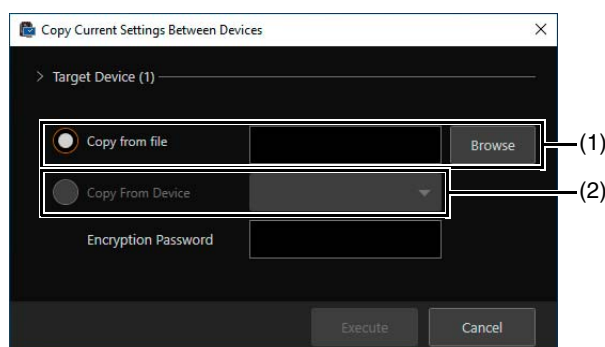 Copy Current Settings Between Devices
> Target Device (1)
Copy from file Browse (1)
Copy From Device (2)
Encryption Password
Execute Cancel